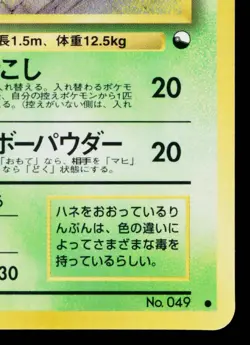 長1.5m、体重12.5kg
こし 20
入れ替える。入れ替わるポケモ
、自分の控えポケモンから1匹
る。(控えがいない側は、入れ
ボーパウダー 20
「おもて」なら、相手を「マヒ」
なら「どく」状態にする。
30
ハネをおおっているり
んぷんは、色の違いに
よってさまざまな毒を
持っているらしい。
No. 049